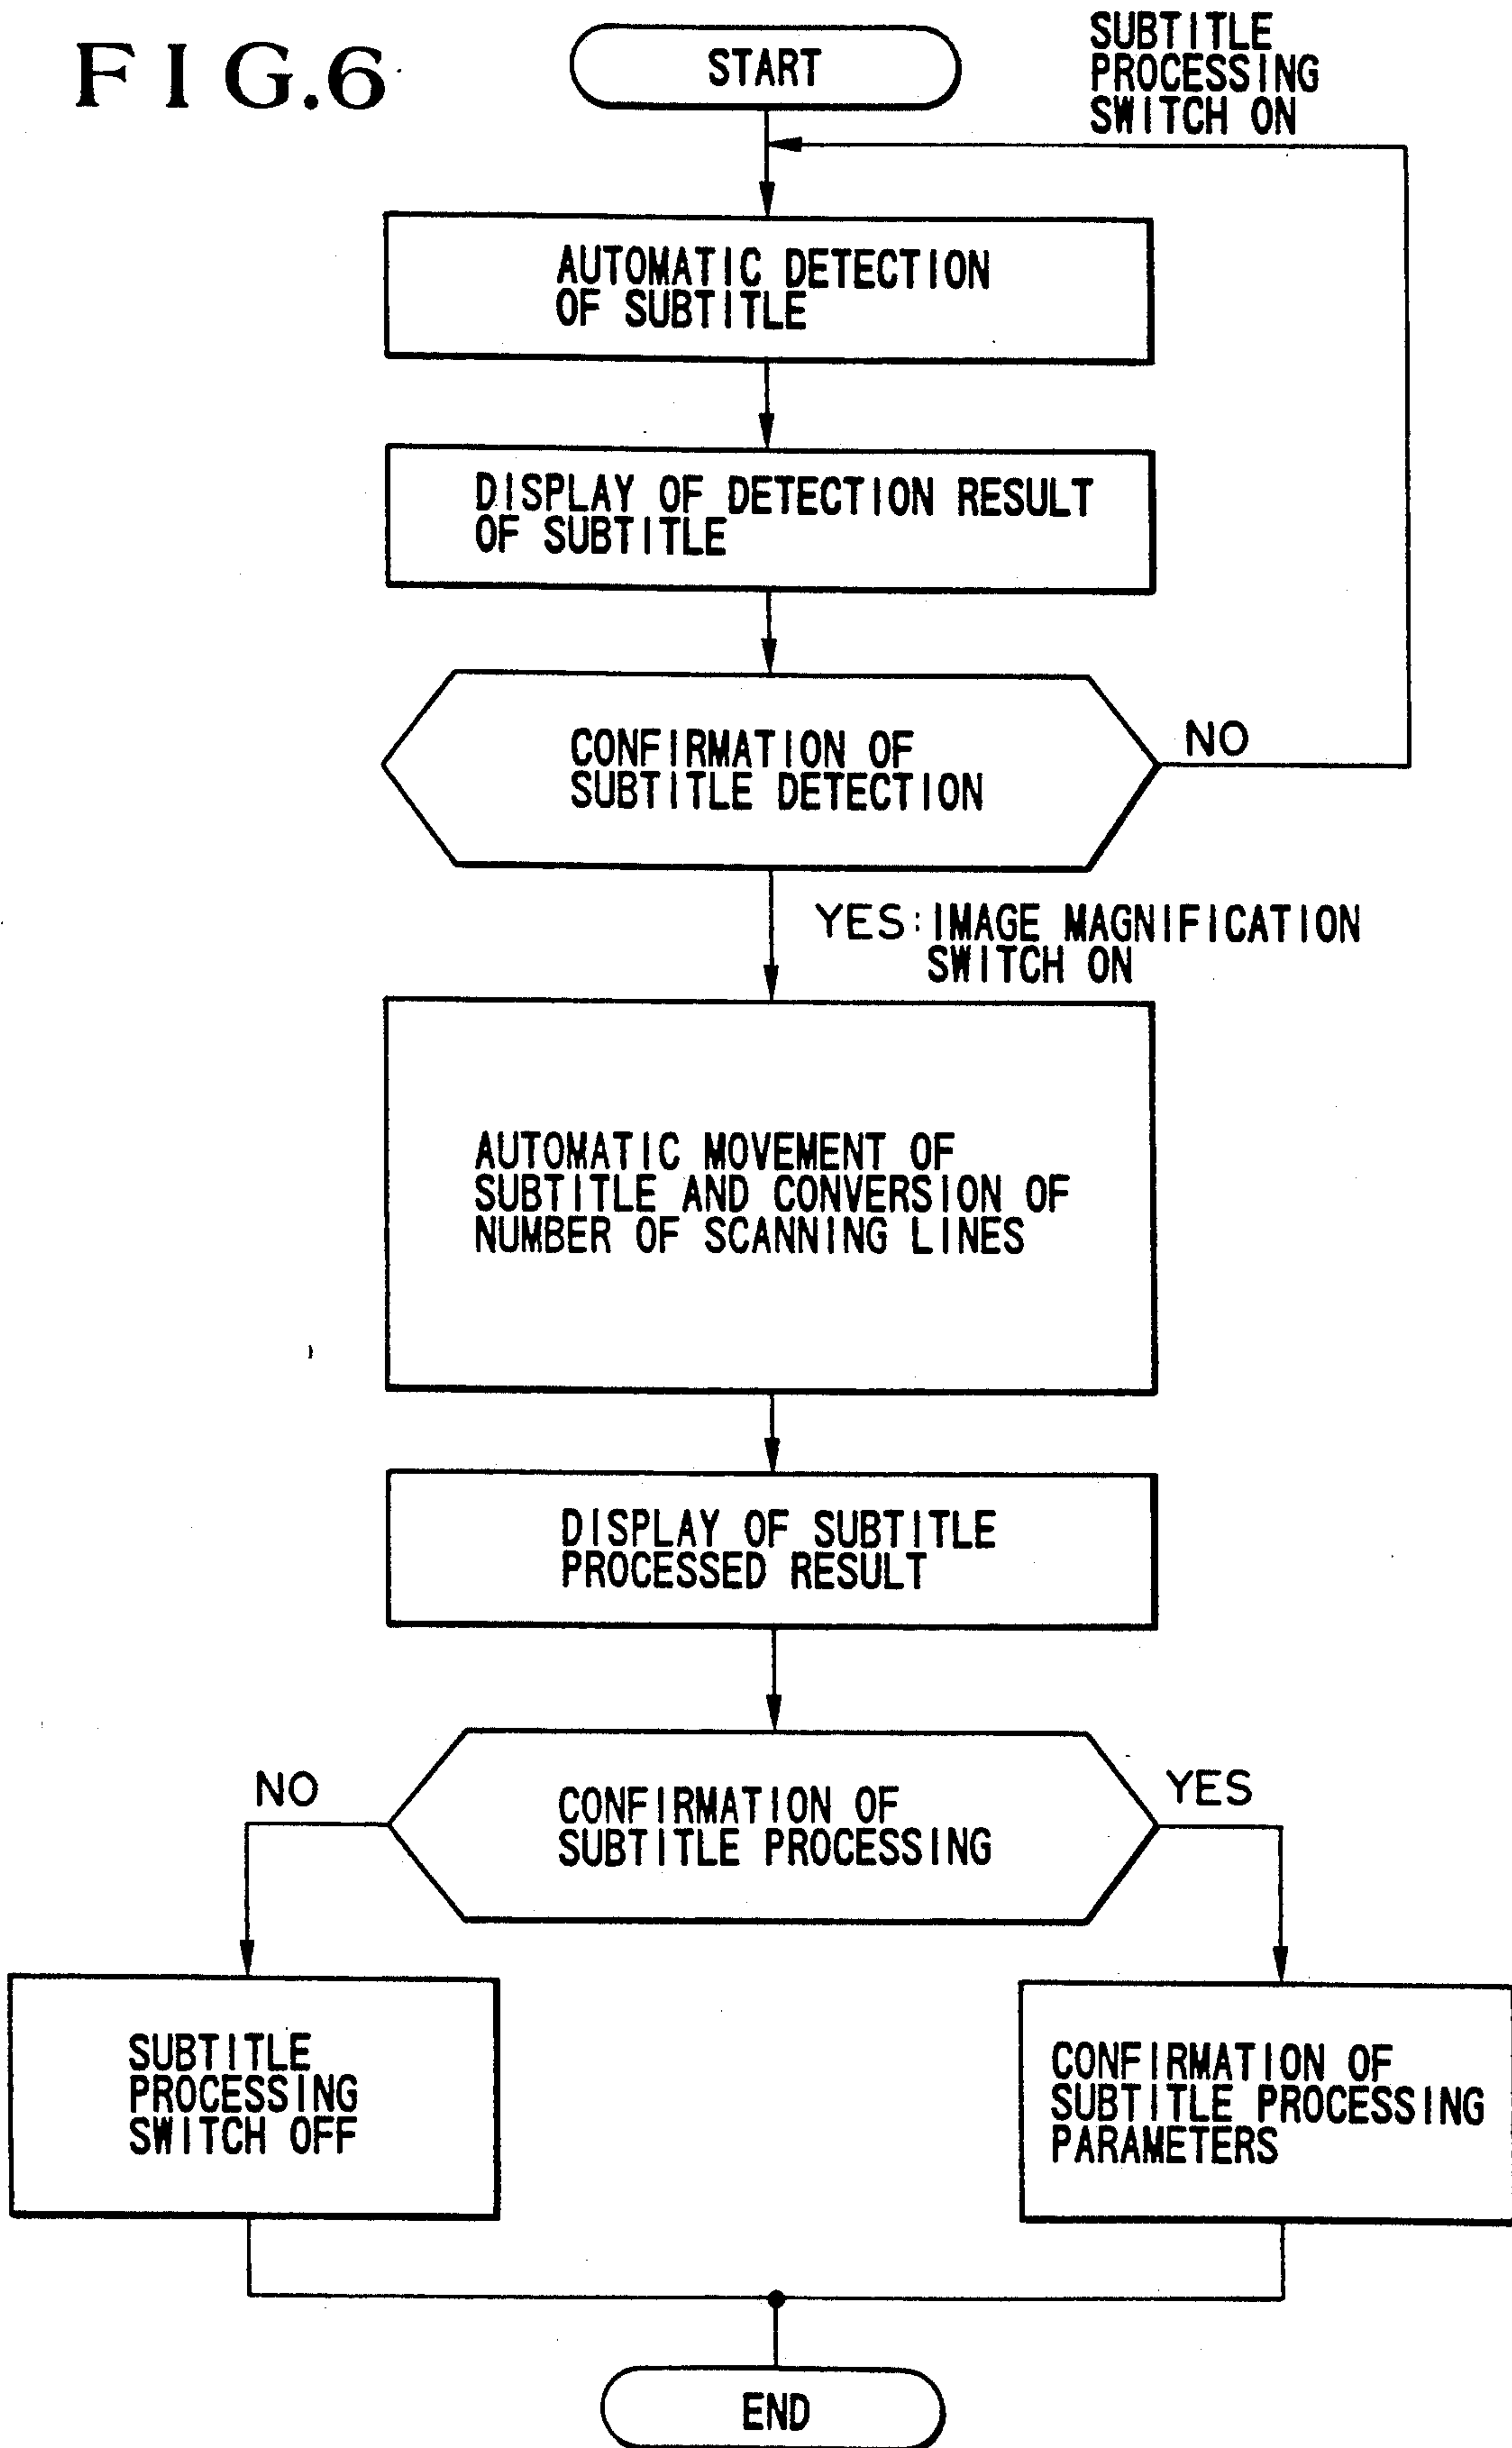 FIG.6
START
SUBTITLE
PROCESSING
SWITCH ON
AUTOMATIC DETECTION
OF SUBTITLE
DISPLAY OF DETECTION RESULT
OF SUBTITLE
CONFIRMATION OF
SUBTITLE DETECTION
NO
YES: IMAGE MAGNIFICATION
SWITCH ON
AUTOMATIC MOVEMENT OF
SUBTITLE AND CONVERSION OF
NUMBER OF SCANNING LINES
DISPLAY OF SUBTITLE
PROCESSED RESULT
NO
CONFIRMATION OF
SUBTITLE PROCESSING
YES
SUBTITLE
PROCESSING
SWITCH OFF
CONFIRMATION OF
SUBTITLE PROCESSING
PARAMETERS
END